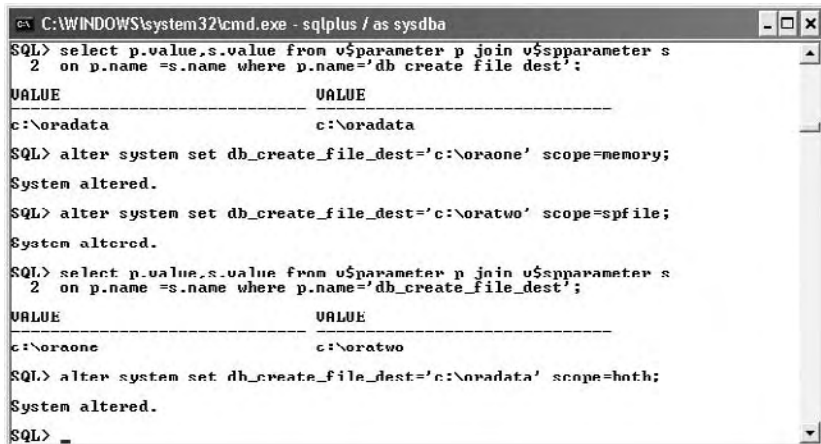 C:\WINDOWS\system32\cmd.exe - sqlplus / as sysdba
SQL> select p.value,s.value from v$parameter p join v$spparameter s
2 on p.name =s.name where p.name='db_create_file_dest';
VALUE VALUE
c:\oradata c:\oradata
SQL> alter system set db_create_file_dest='c:\oraone' scope=memory;
System altered.
SQL> alter system set db_create_file_dest='c:\oratwo' scope=spfile;
System altered.
SQL> select p.value,s.value from v$parameter p join v$spparameter s
2 on p.name =s.name where p.name='db_create_file_dest';
VALUE VALUE
c:\oraone c:\oratwo
SQL> alter system set db_create_file_dest='c:\oradata' scope=both;
System altered.
SQL> _